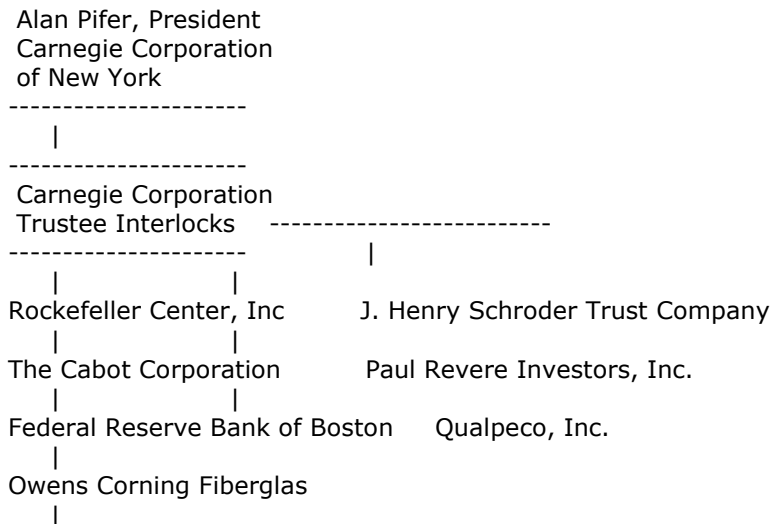 Alan Pifer, President
Carnegie Corporation
of New York
----------------------
|
----------------------
Carnegie Corporation
Trustee Interlocks --------------------------
---------------------- |
| |
Rockefeller Center, Inc J. Henry Schroder Trust Company
| |
The Cabot Corporation Paul Revere Investors, Inc.
| |
Federal Reserve Bank of Boston Qualpeco, Inc.
|
Owens Corning Fiberglas
|